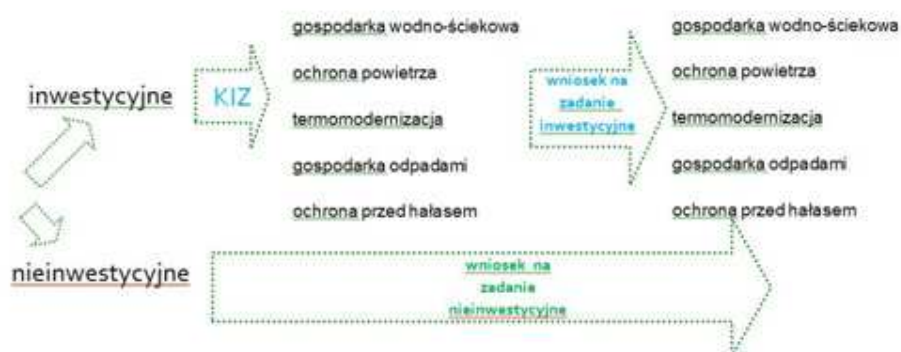 inwestycyjne
KIZ
gospodarka wodno-ściekowa
ochrona powietrza
termomodernizacja
gospodarka odpadami
ochrona przed hałasem
wniosek na
zadanie
inwestycyjne
gospodarka wodno-ściekowa
ochrona powietrza
termomodernizacja
gospodarka odpadami
ochrona przed hałasem
nieinwestycyjne
wniosek na
zadanie
nieinwestycyjne